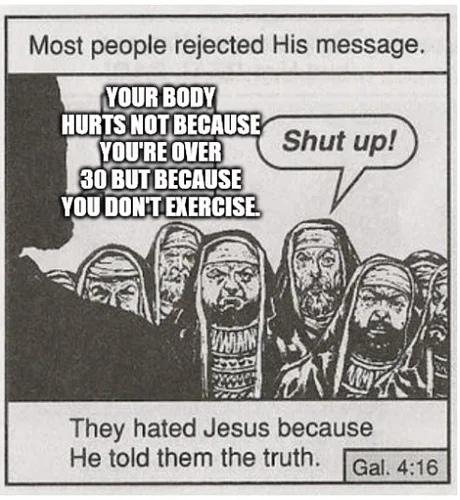 Most people rejected His message.
YOUR BODY
HURTS NOT BECAUSE
YOU'RE OVER
30 BUT BECAUSE
YOU DON'T EXERCISE.
Shut up!
They hated Jesus because
He told them the truth.
Gal. 4:16